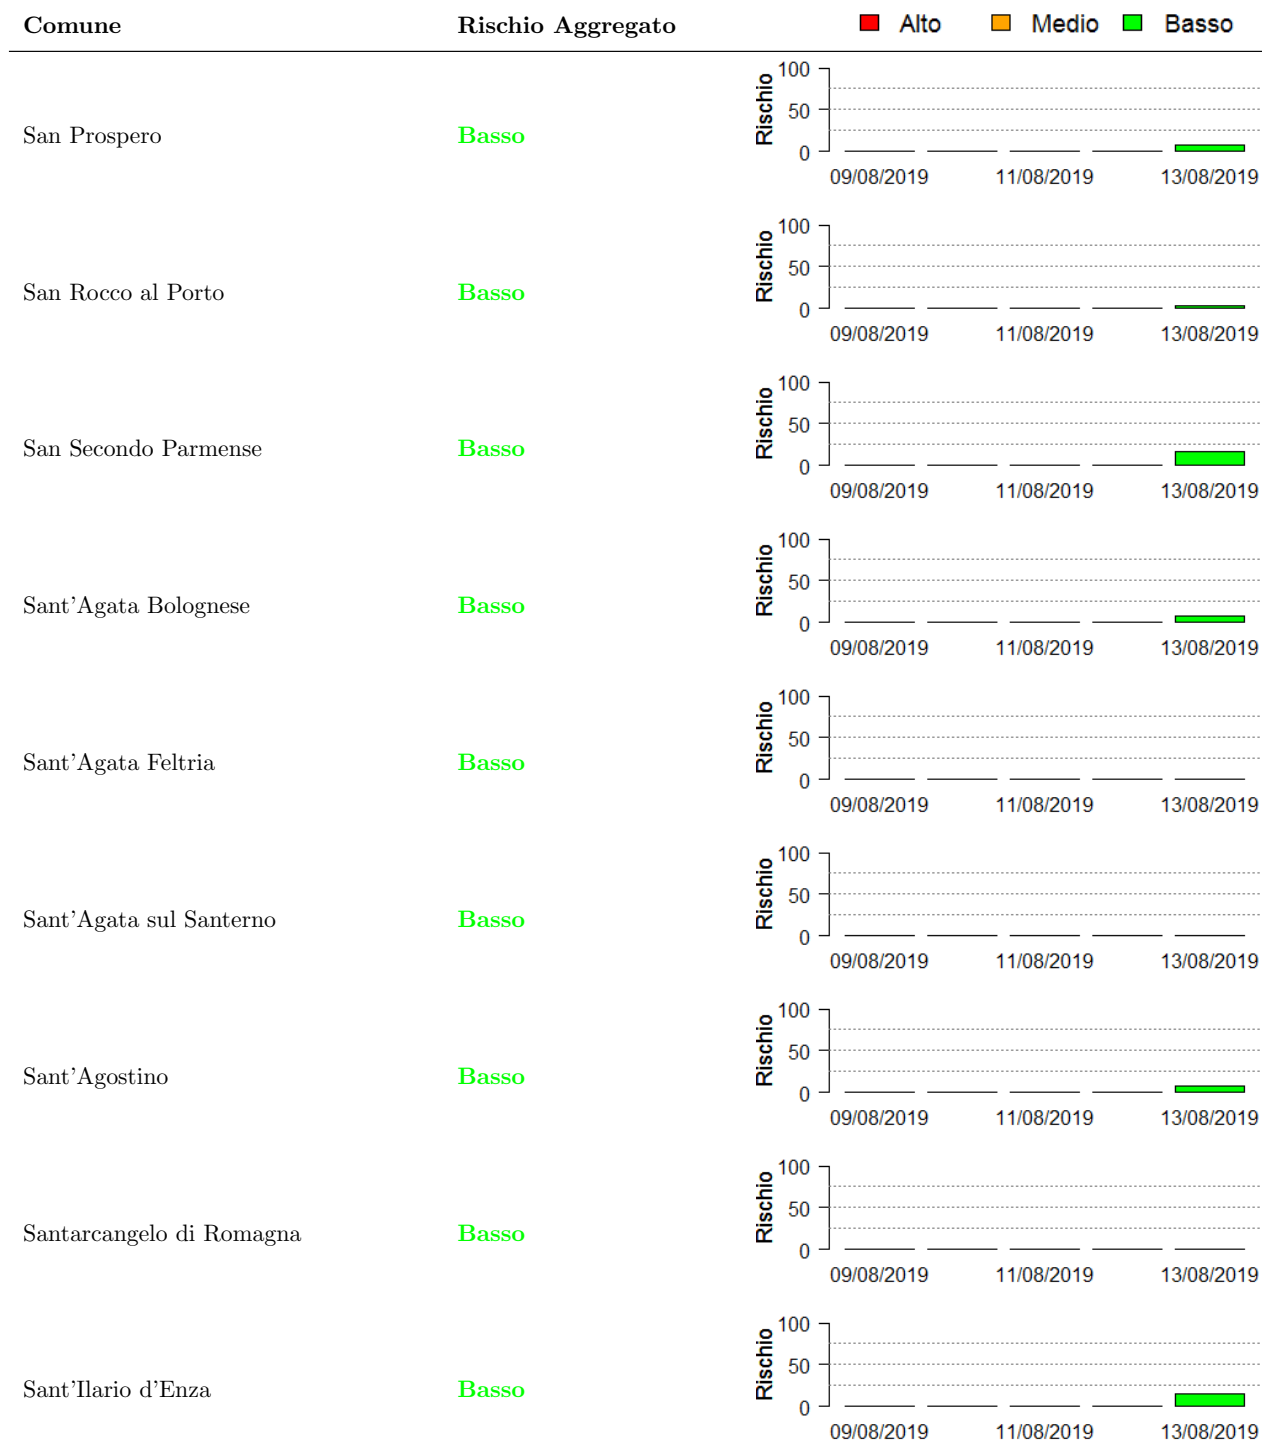 Comune Rischio Aggregato Alto Medio Basso
100
50
0
Rischio
San Prospero Basso
09/08/2019 11/08/2019 13/08/2019
100
50
0
Rischio
San Rocco al Porto Basso
09/08/2019 11/08/2019 13/08/2019
100
50
0
Rischio
San Secondo Parmense Basso
09/08/2019 11/08/2019 13/08/2019
100
50
0
Rischio
Sant'Agata Bolognese Basso
09/08/2019 11/08/2019 13/08/2019
100
50
0
Rischio
Sant'Agata Feltria Basso
09/08/2019 11/08/2019 13/08/2019
100
50
0
Rischio
Sant'Agata sul Santerno Basso
09/08/2019 11/08/2019 13/08/2019
100
50
0
Rischio
Sant'Agostino Basso
09/08/2019 11/08/2019 13/08/2019
100
50
0
Rischio
Santarcangelo di Romagna Basso
09/08/2019 11/08/2019 13/08/2019
100
50
0
Rischio
Sant'Ilario d'Enza Basso
09/08/2019 11/08/2019 13/08/2019